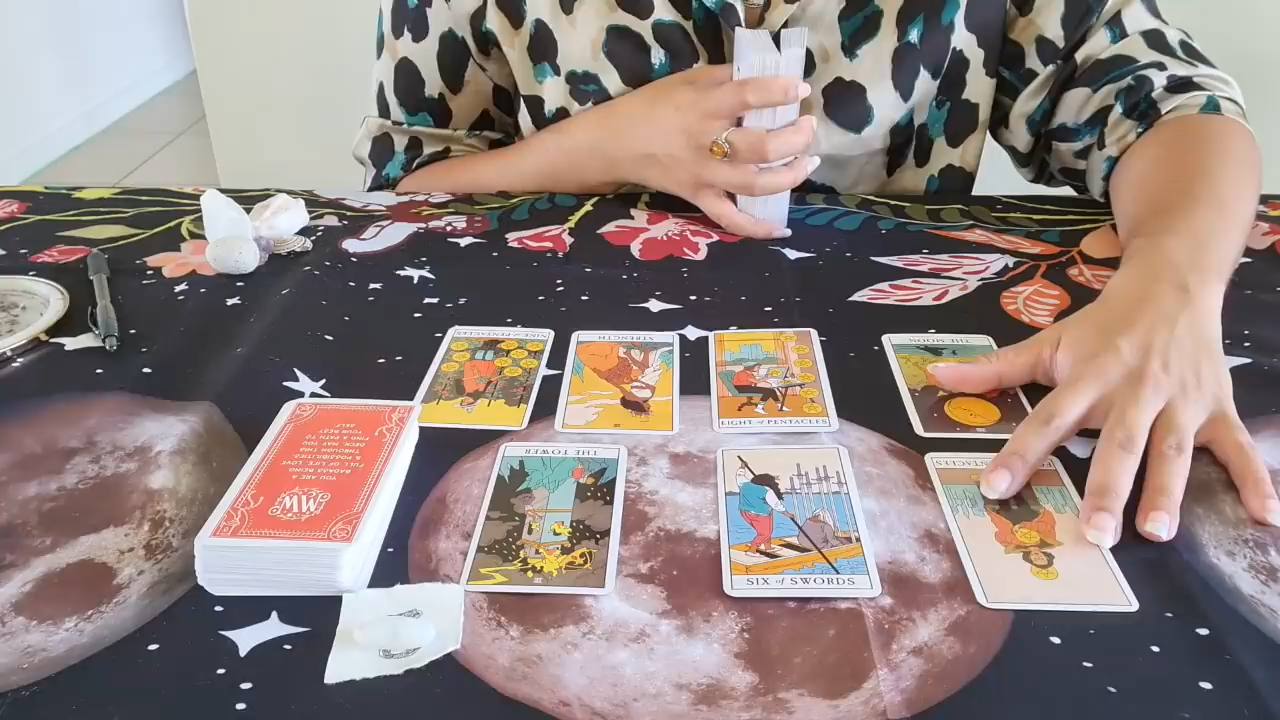 NINE of PENTACLES
STRENGTH
EIGHT of PENTACLES
THE MOON
THE TOWER
SIX of SWORDS
PENTACLES
YOU ARE A
BADASS BEING
FULL OF LIFE, LOVE
& POSSIBILITIES.
THROUGH THIS
DECK, MAY YOU
FIND A PATH TO
YOUR BEST
SELF
MW